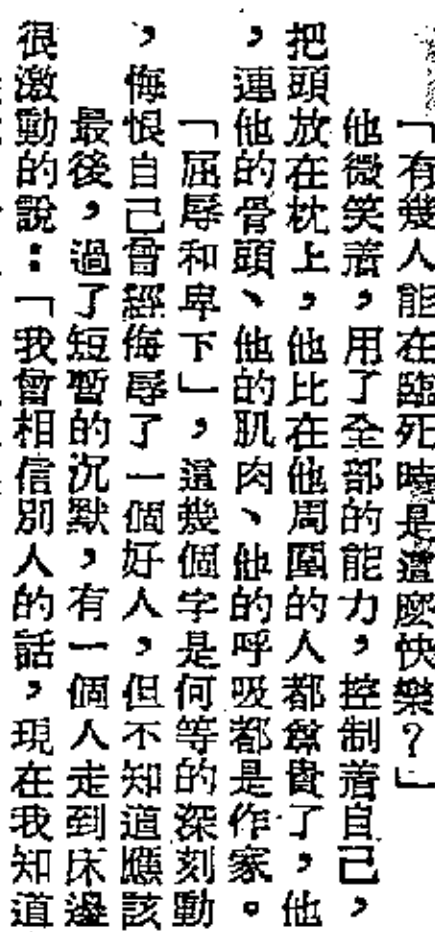 「有幾人能在臨死時是這麽快樂？」
他微笑着，用了全部的能力，控制着自己，
把頭放在枕上，他比在他周圍的人都富貴了，他
，連他的骨頭、他的肌肉、他的呼吸都是作家。
「屈辱和卑下」，這幾個字是何等的深刻動
，悔恨自己曾經侮辱了一個好人，但不知道應該
最後，過了短暫的沉默，有一個人走到床邊
很激動的說：「我曾相信別人的話，現在我知道